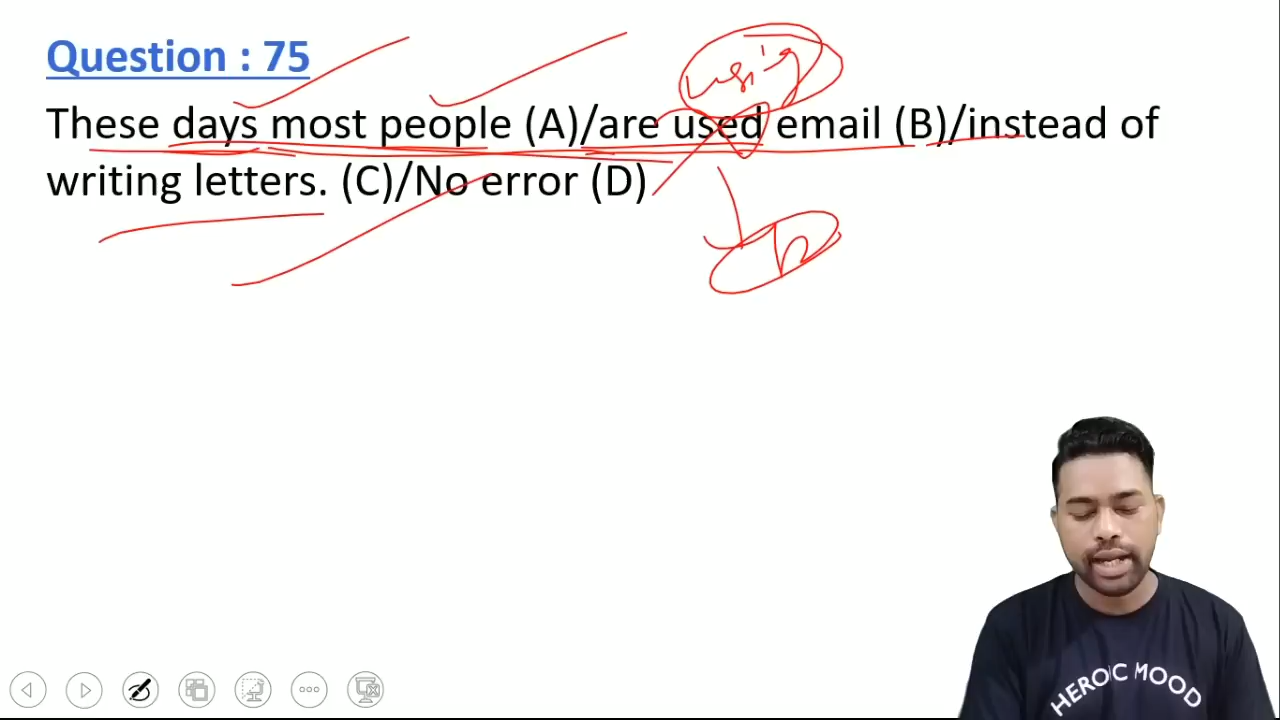 Question : 75
using
These days most people (A)/are used email (B)/instead of
writing letters. (C)/No error (D)
HEROIC MOOD